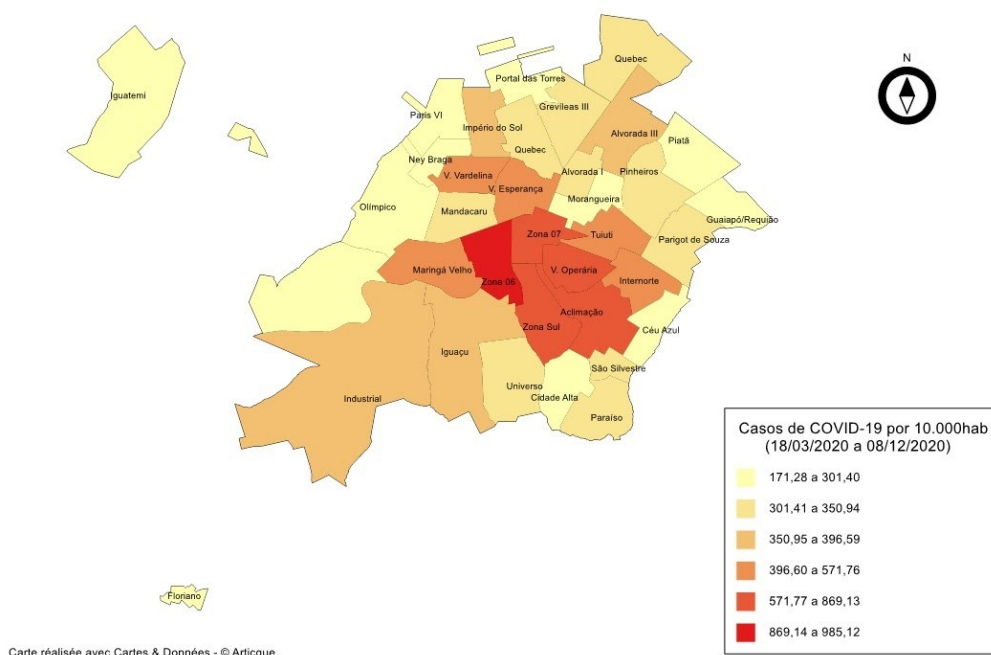 N
Quebec
Iguatemi
Portal das Torres
Grevileas III
Paris VI
Império do Sol
Alvorada III
Piatã
Quebec
Ney Braga
Alvorada I
Pinheiros
V. Vardelina
V. Esperança
Morangueira
Olímpico
Mandacaru
Guaiapó/Requião
Zona 07
Tuiuti
Parigot de Souza
Maringá Velho
V. Operária
Zona 06
Internorte
Aclimação
Zona Sul
Céu Azul
Iguaçu
São Silvestre
Universo
Industrial
Cidade Alta
Paraíso
Floriano
Casos de COVID-19 por 10.000hab
(18/03/2020 a 08/12/2020)
171,28 a 301,40
301,41 a 350,94
350,95 a 396,59
396,60 a 571,76
571,77 a 869,13
869,14 a 985,12
Carte réalisée avec Cartes & Données - © Articque